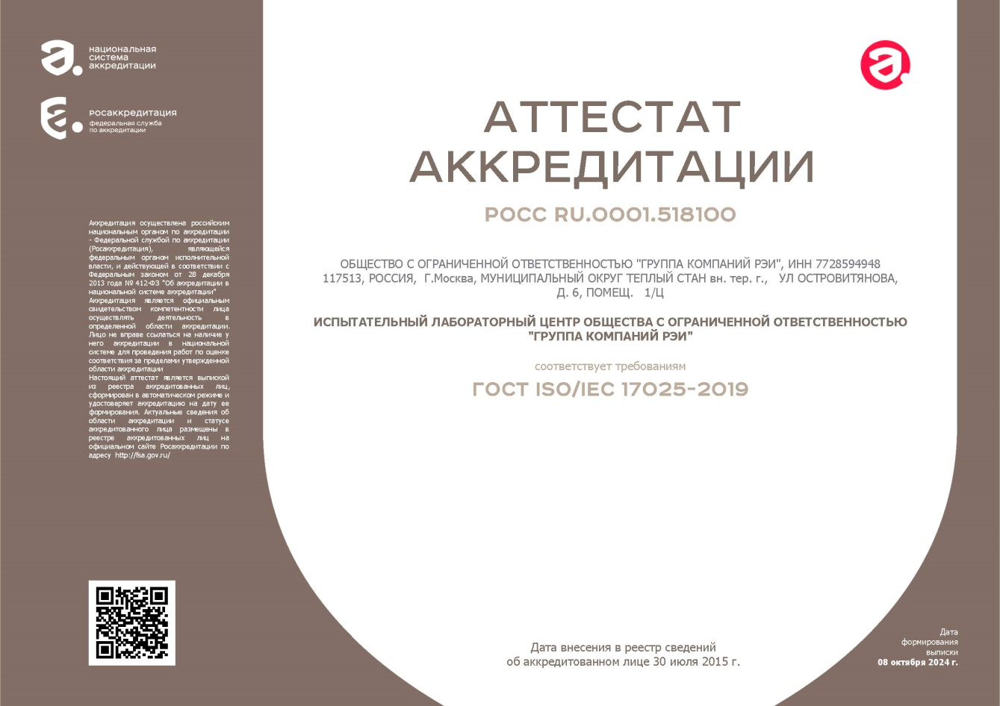 национальная
система
аккредитации
росаккредитация
федеральная служба
по аккредитации
Аккредитация осуществлена российским
национальным органом по аккредитации
- Федеральной службой по аккредитации
(Росаккредитация), являющейся
федеральным органом исполнительной
власти, и действующей в соответствии с
Федеральным законом от 28 декабря
2013 года № 412-ФЗ "Об аккредитации в
национальной системе аккредитации"
Аккредитация является официальным
свидетельством компетентности лица
осуществлять деятельность в
определенной области аккредитации.
Лицо не вправе ссылаться на наличие у
него аккредитации в национальной
системе для проведения работ по оценке
соответствия за пределами утвержденной
области аккредитации
Настоящий аттестат является выпиской
из реестра аккредитованных лиц,
сформирован в автоматическом режиме и
удостоверяет аккредитацию на дату ее
формирования. Актуальные сведения об
области аккредитации и статусе
аккредитованного лица размещены в
реестре аккредитованных лиц на
официальном сайте Росаккредитации по
адресу http://fsa.gov.ru/
АТТЕСТАТ
АККРЕДИТАЦИИ
РОСС RU.0001.518100
ОБЩЕСТВО С ОГРАНИЧЕННОЙ ОТВЕТСТВЕННОСТЬЮ "ГРУППА КОМПАНИЙ РЭИ", ИНН 7728594948
117513, РОССИЯ, Г.Москва, МУНИЦИПАЛЬНЫЙ ОКРУГ ТЕПЛЫЙ СТАН вн. тер. г., УЛ ОСТРОВИТЯНОВА,
Д. 6, ПОМЕЩ. 1/Ц
ИСПЫТАТЕЛЬНЫЙ ЛАБОРАТОРНЫЙ ЦЕНТР ОБЩЕСТВА С ОГРАНИЧЕННОЙ ОТВЕТСТВЕННОСТЬЮ
"ГРУППА КОМПАНИЙ РЭИ"
соответствует требованиям
ГОСТ ISO/IEC 17025-2019
Дата внесения в реестр сведений
об аккредитованном лице 30 июля 2015 г.
Дата
формирования
выписки
08 октября 2024 г.